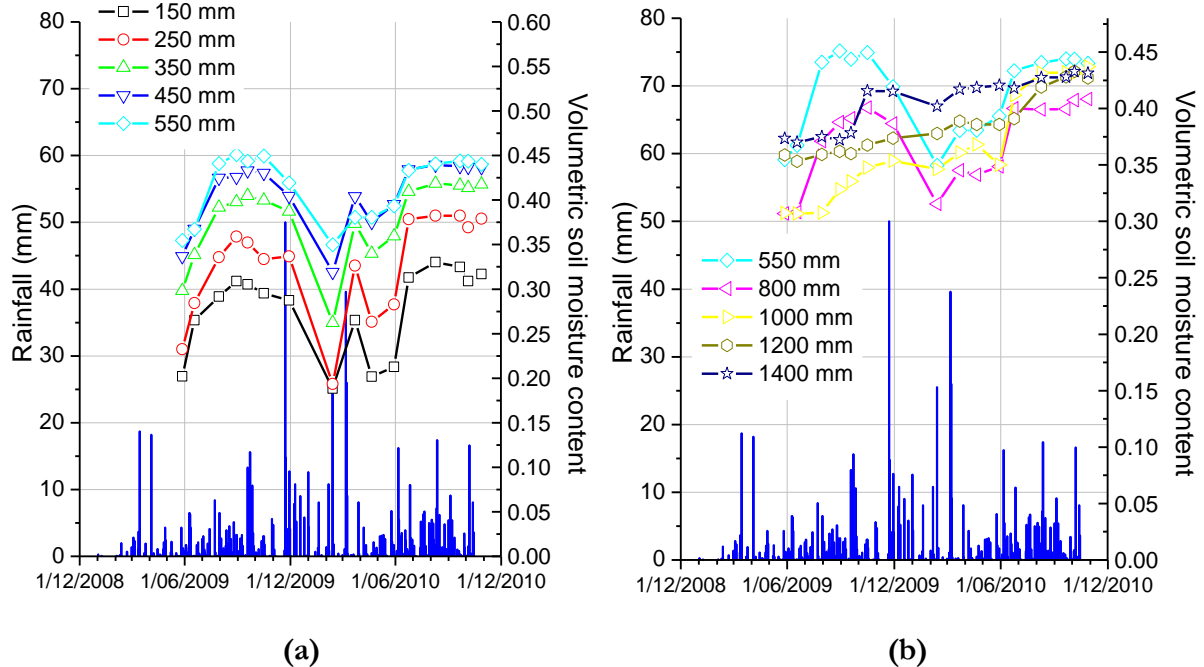 150 mm
250 mm
350 mm
450 mm
550 mm
Rainfall (mm)
80
70
60
50
40
30
20
10
0
0.60
0.55
0.50
0.45
0.40
0.35
0.30
0.25
0.20
0.15
0.10
0.05
0.00
Volumetric soil moisture content
1/12/2008 1/06/2009 1/12/2009 1/06/2010 1/12/2010
(a)
550 mm
800 mm
1000 mm
1200 mm
1400 mm
Rainfall (mm)
80
70
60
50
40
30
20
10
0
0.45
0.40
0.35
0.30
0.25
0.20
0.15
0.10
0.05
0.00
Volumetric soil moisture content
1/12/2008 1/06/2009 1/12/2009 1/06/2010 1/12/2010
(b)